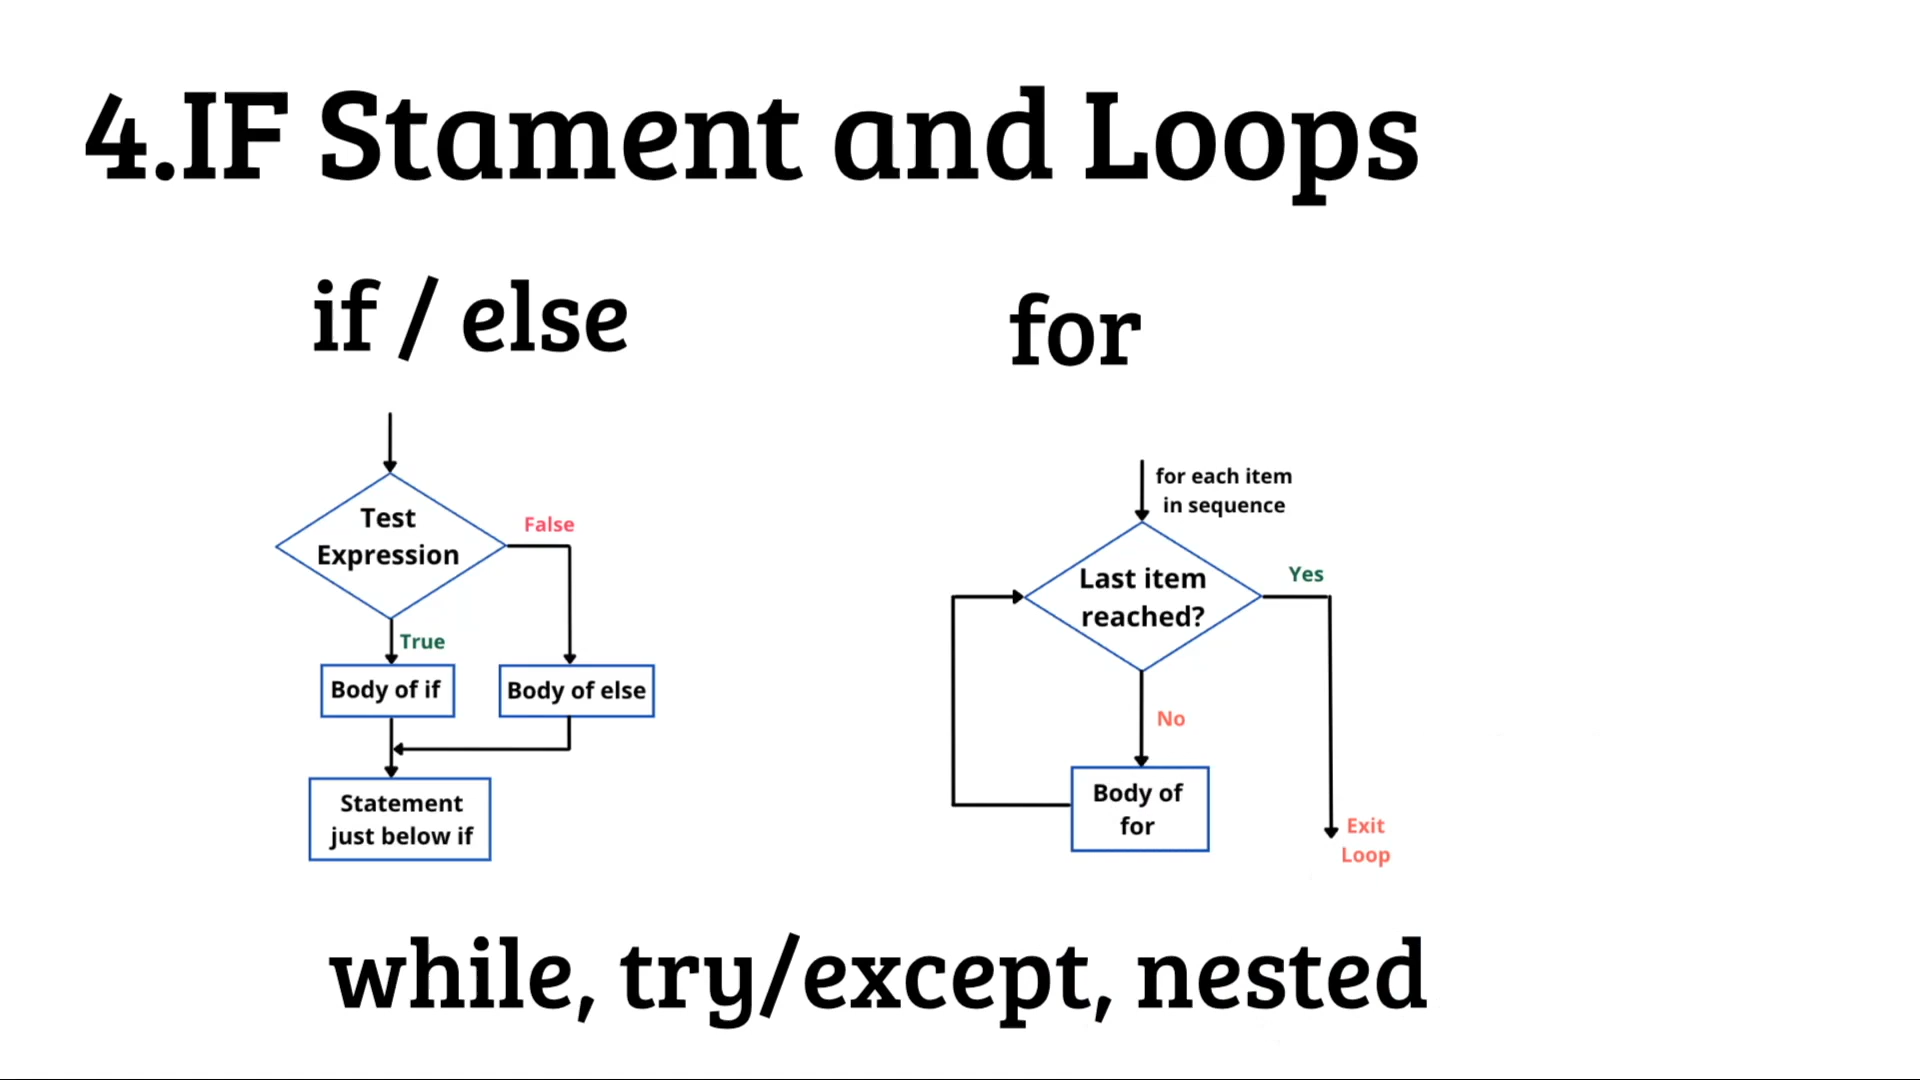 4.IF Stament and Loops
if / else
for
Test
Expression
False
True
Body of if
Body of else
Statement
just below if
for each item
in sequence
Last item
reached?
Yes
No
Body of
for
Exit
Loop
while, try/except, nested